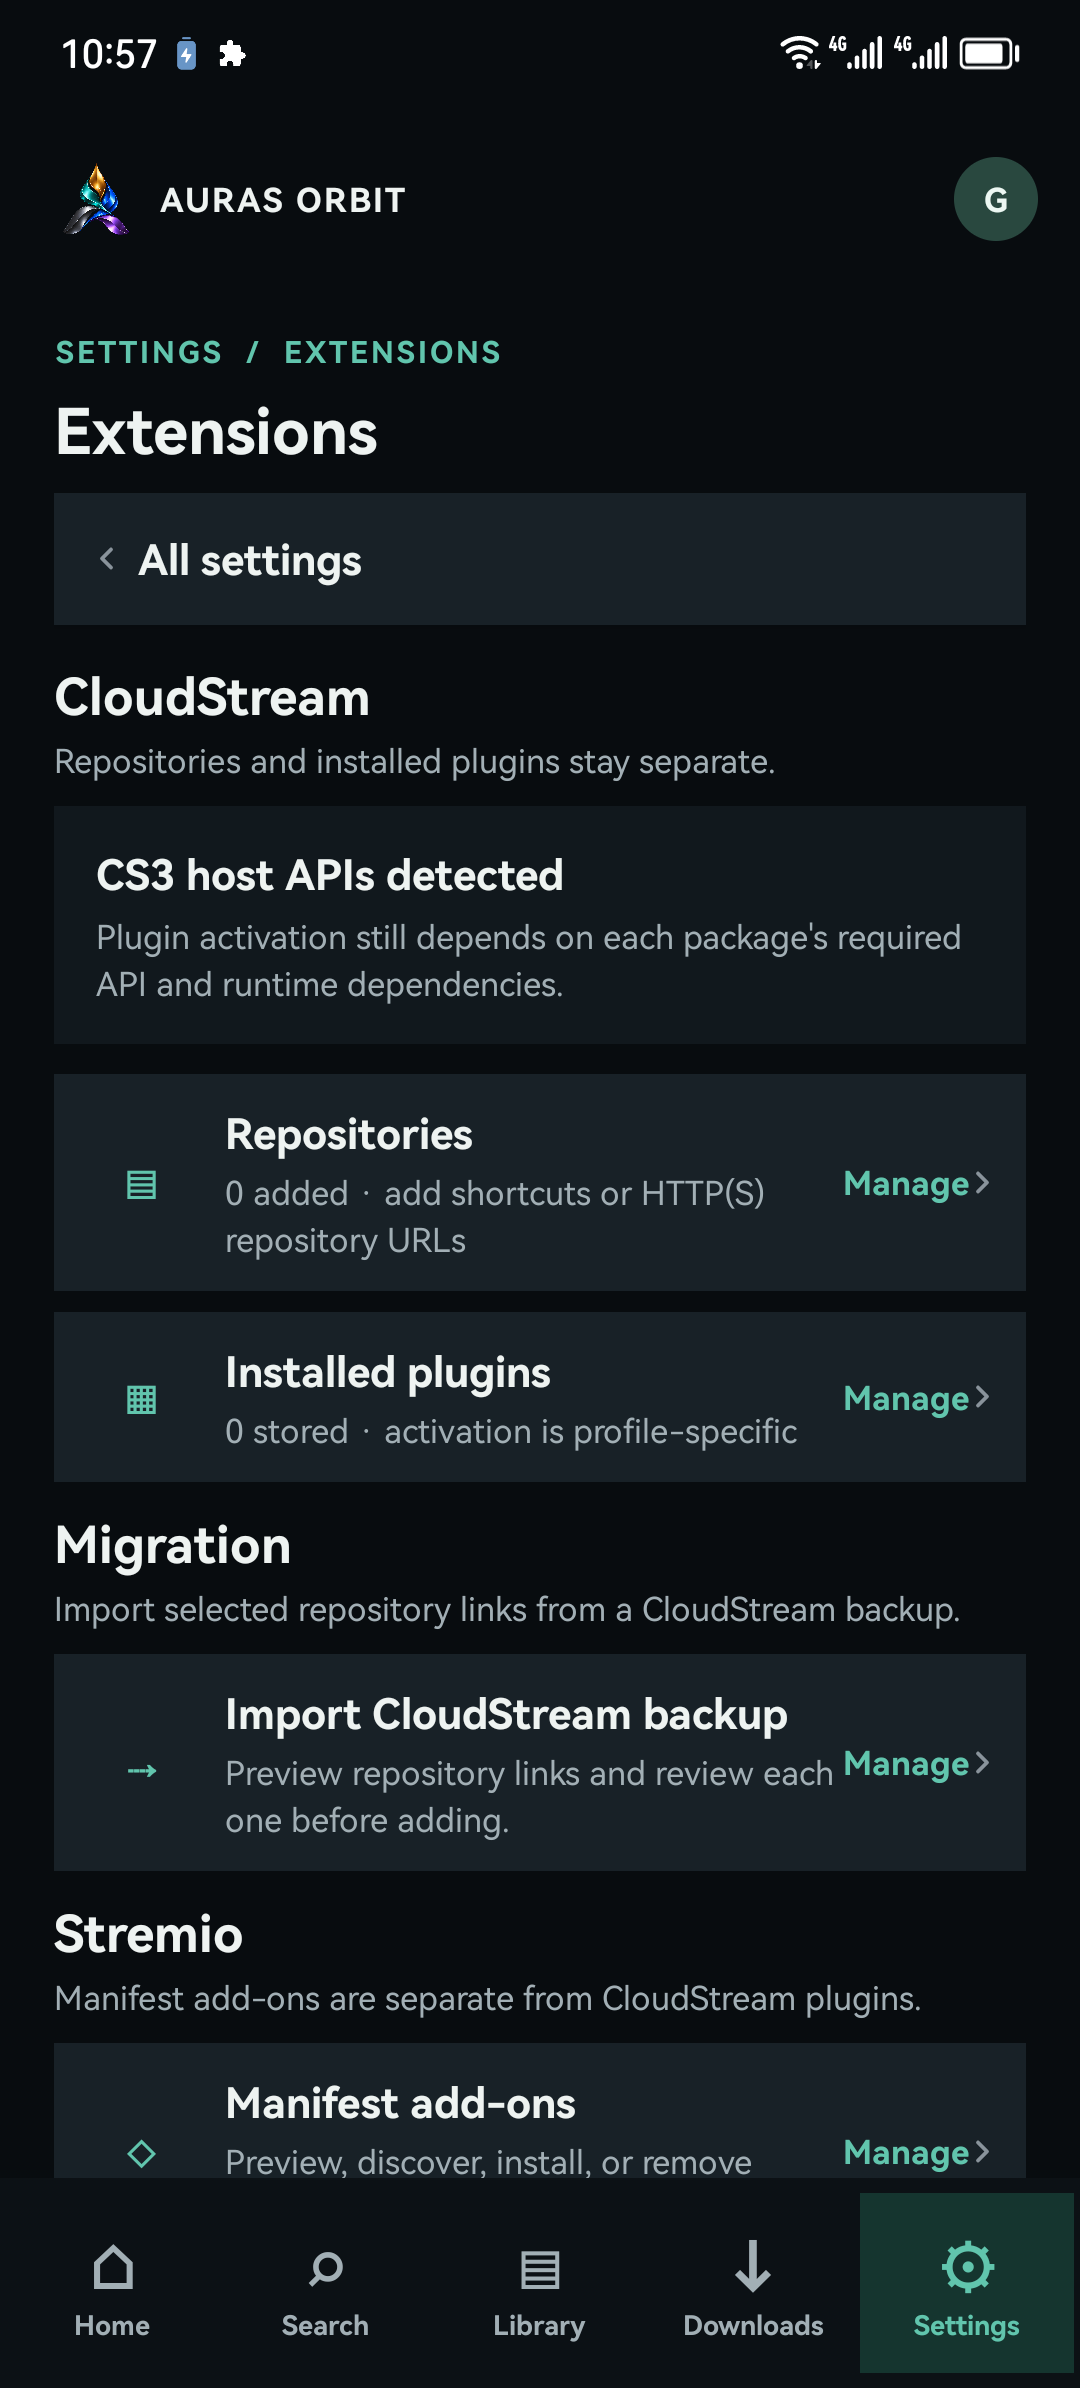 10:57
4G 4G
AURAS ORBIT
G
SETTINGS / EXTENSIONS
Extensions
All settings
CloudStream
Repositories and installed plugins stay separate.
CS3 host APIs detected
Plugin activation still depends on each package's required
API and runtime dependencies.
Repositories
0 added · add shortcuts or HTTP(S)
repository URLs
Manage
Installed plugins
0 stored · activation is profile-specific
Manage
Migration
Import selected repository links from a CloudStream backup.
Import CloudStream backup
Preview repository links and review each
one before adding.
Manage
Stremio
Manifest add-ons are separate from CloudStream plugins.
Manifest add-ons
Preview, discover, install, or remove
Manage
Home
Search
Library
Downloads
Settings